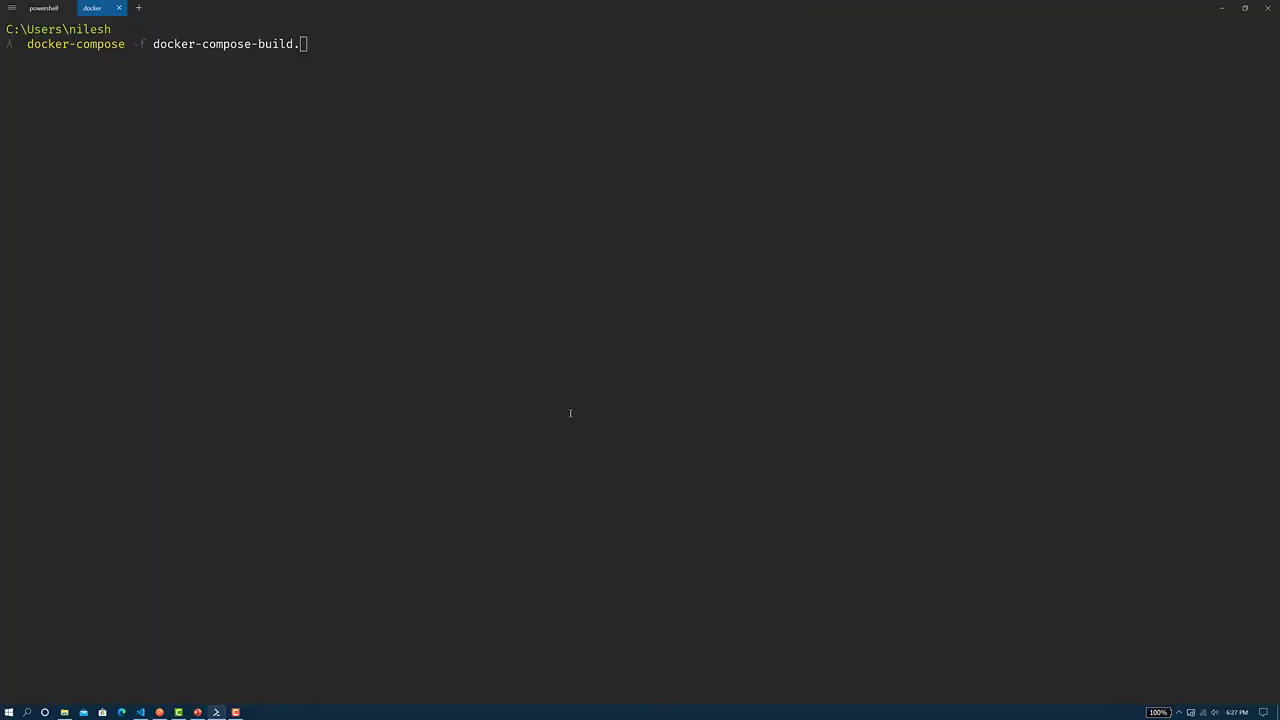 powershell
docker
C:\Users\nilesh
λ docker-compose -f docker-compose-build.
100%
6:27 PM